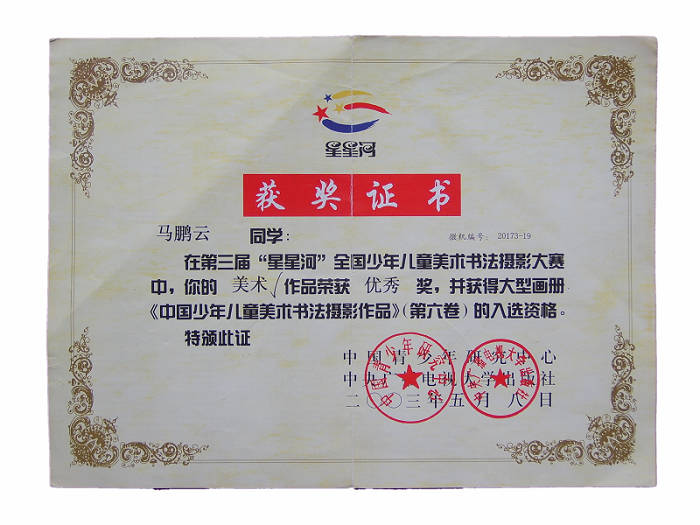 星星河
获奖证书
马鹏云 同学：
微机编号：20173-19
在第三届“星星河”全国少年儿童美术书法摄影大赛
中，你的 美术 作品荣获 优秀 奖，并获得大型画册
《中国少年儿童美术书法摄影作品》（第六卷）的入选资格。
特颁此证
中国青少年研究中心
中央广播电视大学出版社
二〇〇三年五月八日